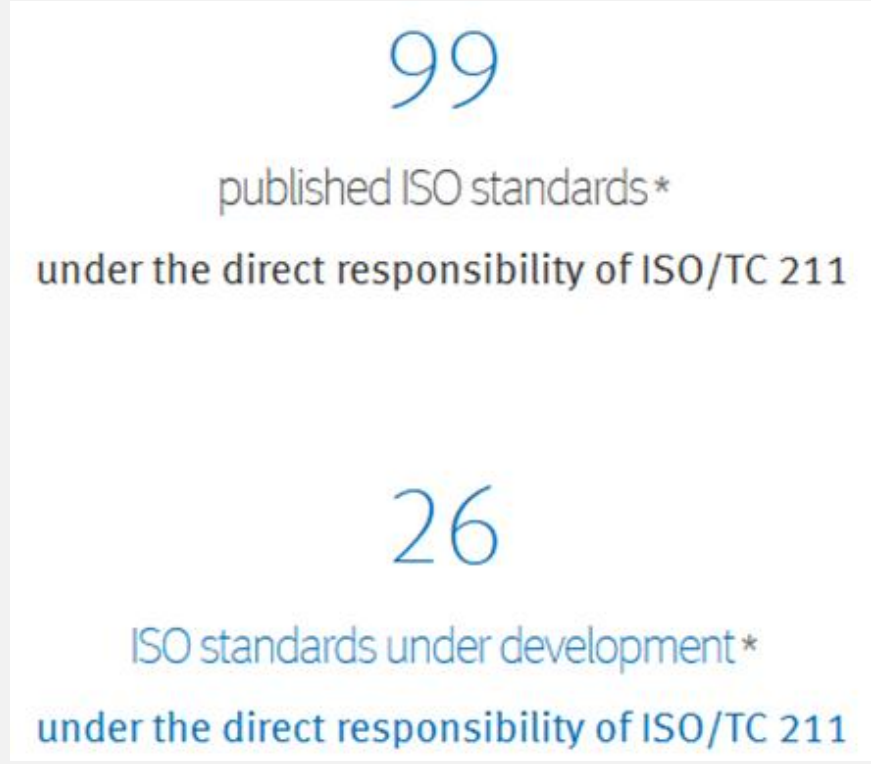 99
published ISO standards*
under the direct responsibility of ISO/TC 211
26
ISO standards under development*
under the direct responsibility of ISO/TC 211